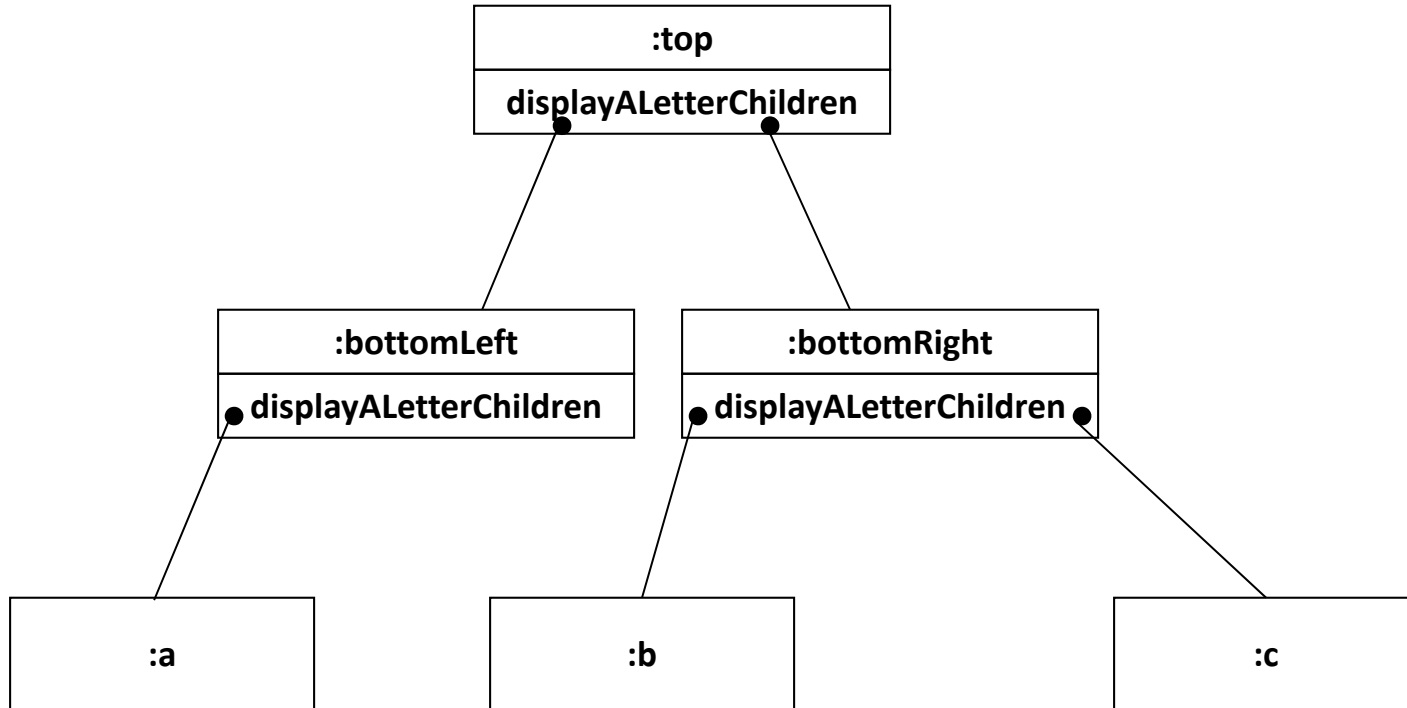 :top
displayALetterChildren
:bottomLeft
:bottomRight
displayALetterChildren
displayALetterChildren
:a
:b
:c